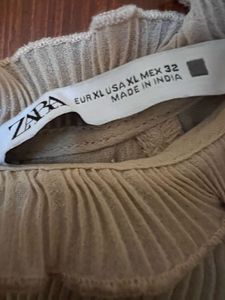 ZARA
EUR XL USA XL MEX 32
MADE IN INDIA